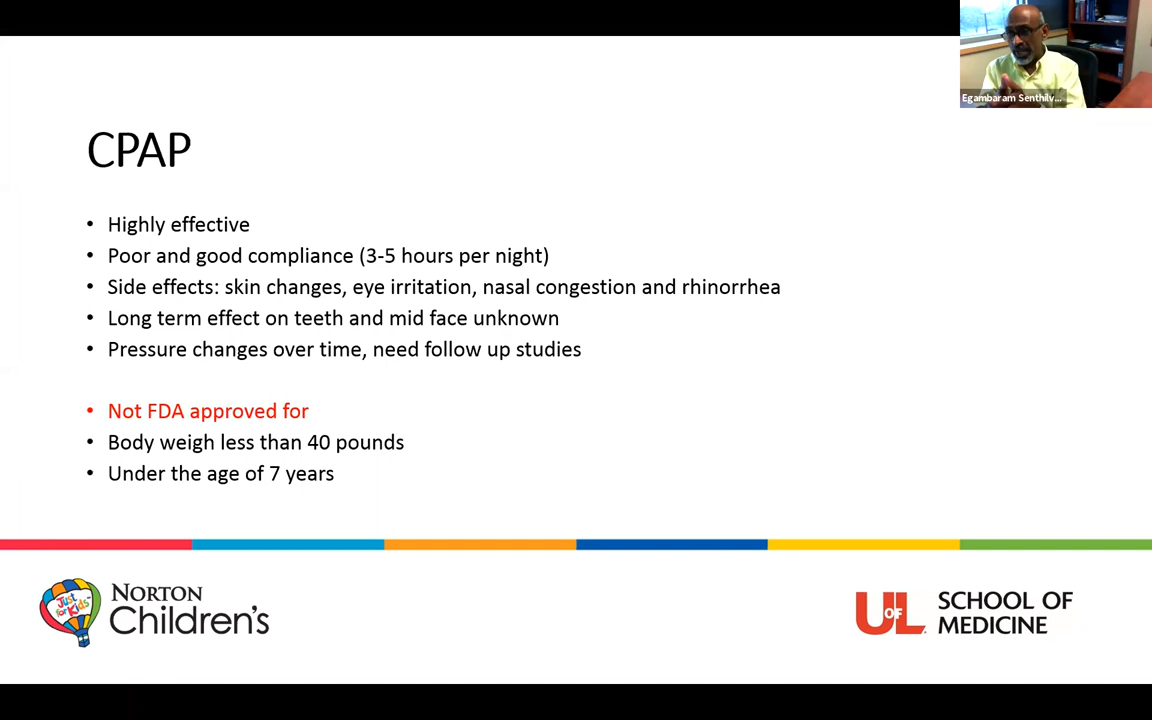 Egambaram Senthilv...
CPAP
• Highly effective
• Poor and good compliance (3-5 hours per night)
• Side effects: skin changes, eye irritation, nasal congestion and rhinorrhea
• Long term effect on teeth and mid face unknown
• Pressure changes over time, need follow up studies
• Not FDA approved for
• Body weigh less than 40 pounds
• Under the age of 7 years
Just for Kids
NORTON
Children's
UOFL
SCHOOL OF
MEDICINE